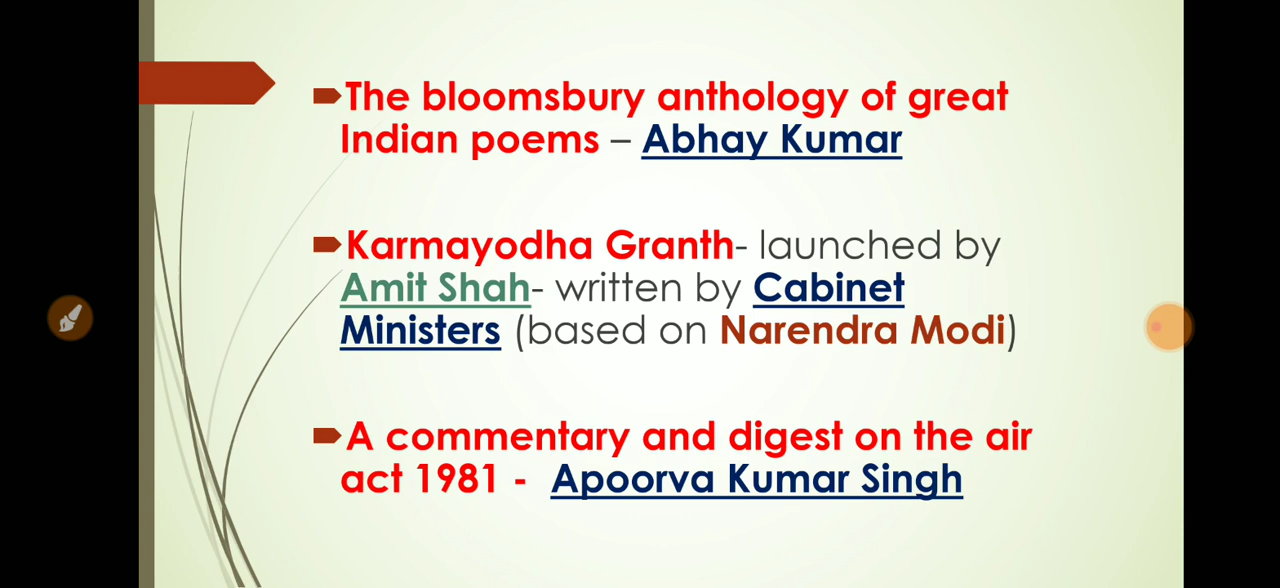 The bloomsbury anthology of great
Indian poems – Abhay Kumar
Karmayodha Granth- launched by
Amit Shah- written by Cabinet
Ministers (based on Narendra Modi)
A commentary and digest on the air
act 1981 - Apoorva Kumar Singh